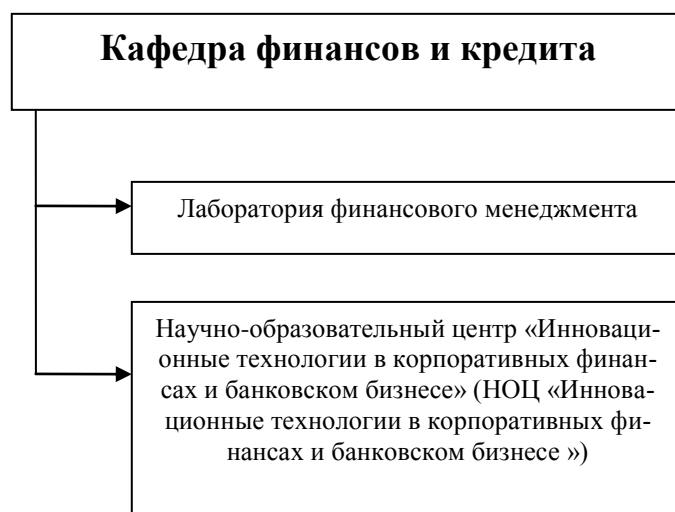 Кафедра финансов и кредита
Лаборатория финансового менеджмента
Научно-образовательный центр «Инноваци-
онные технологии в корпоративных финан-
сах и банковском бизнесе» (НОЦ «Иннова-
ционные технологии в корпоративных фи-
нансах и банковском бизнесе »)